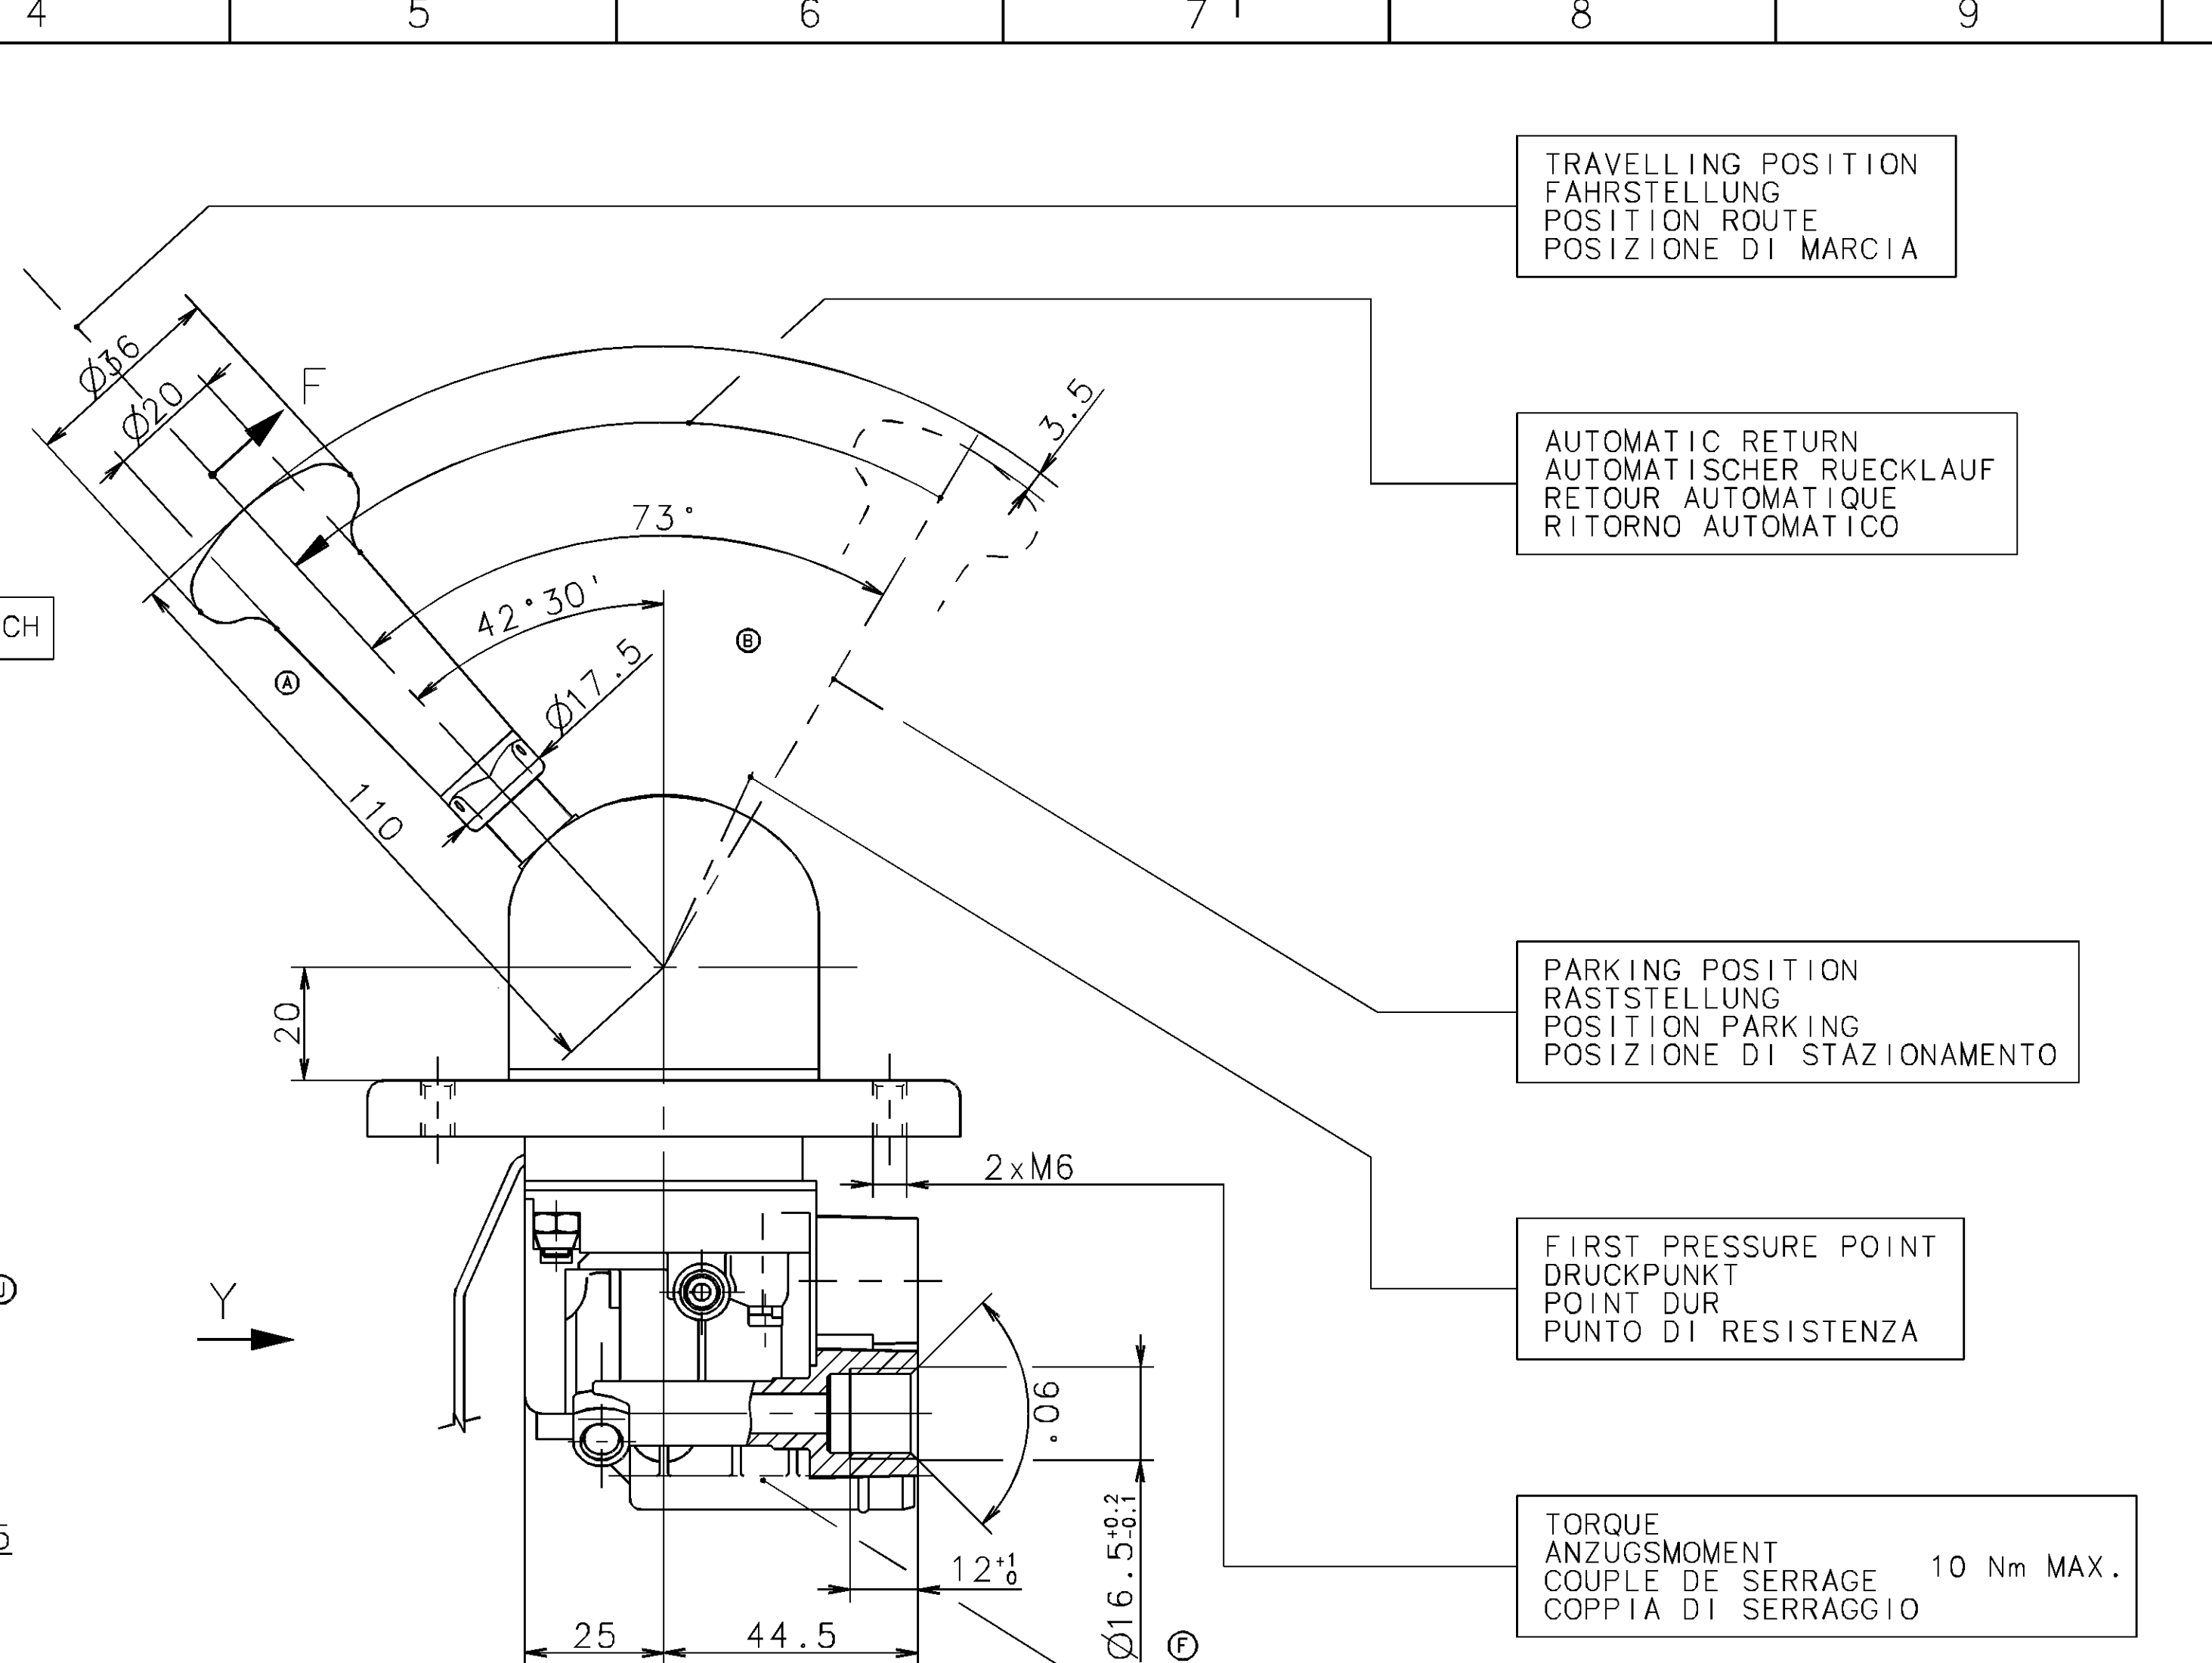 4
5
6
7
8
9
TRAVELLING POSITION
FAHRSTELLUNG
POSITION ROUTE
POSIZIONE DI MARCIA
Ø36
Ø20
F
3.5
AUTOMATIC RETURN
AUTOMATISCHER RUECKLAUF
RETOUR AUTOMATIQUE
RITORNO AUTOMATICO
73°
42°30'
CH
A
B
Ø17.5
110
20
PARKING POSITION
RASTSTELLUNG
POSITION PARKING
POSIZIONE DI STAZIONAMENTO
2xM6
FIRST PRESSURE POINT
DRUCKPUNKT
POINT DUR
PUNTO DI RESISTENZA
J
Y
90°
Ø16.5+0.2-0.1
12+1 0
TORQUE
ANZUGSMOMENT
COUPLE DE SERRAGE 10 Nm MAX.
COPPIA DI SERRAGGIO
5
25
44.5
F